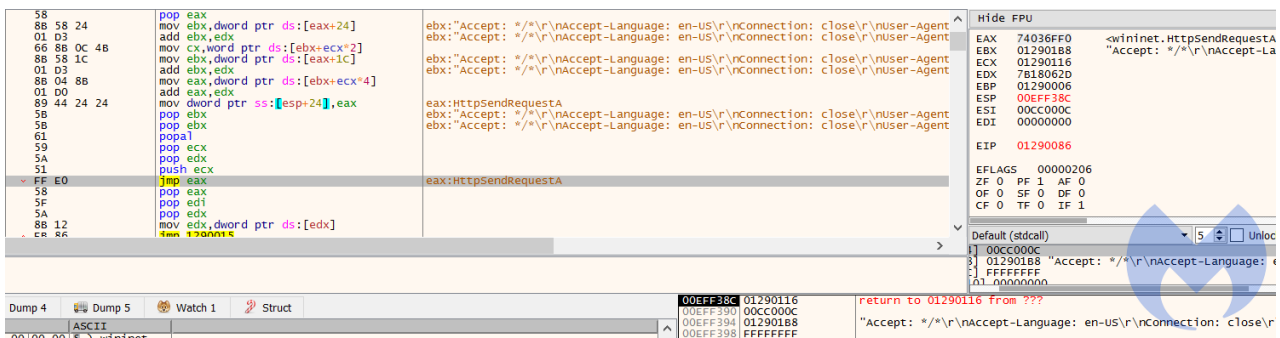 58 pop eax
8B 58 24 mov ebx,dword ptr ds:[eax+24] ebx:"Accept: */*\r\nAccept-Language: en-US\r\nConnection: close\r\nUser-Agent
01 D3 add ebx,edx ebx:"Accept: */*\r\nAccept-Language: en-US\r\nConnection: close\r\nUser-Agent
66 8B 0C 4B mov cx,word ptr ds:[ebx+ecx*2]
8B 58 1C mov ebx,dword ptr ds:[eax+1C] ebx:"Accept: */*\r\nAccept-Language: en-US\r\nConnection: close\r\nUser-Agent
01 D3 add ebx,edx ebx:"Accept: */*\r\nAccept-Language: en-US\r\nConnection: close\r\nUser-Agent
8B 04 8B mov eax,dword ptr ds:[ebx+ecx*4]
01 D0 add eax,edx
89 44 24 24 mov dword ptr ss:[esp+24],eax eax:HttpSendRequestA
5B pop ebx ebx:"Accept: */*\r\nAccept-Language: en-US\r\nConnection: close\r\nUser-Agent
5B pop ebx ebx:"Accept: */*\r\nAccept-Language: en-US\r\nConnection: close\r\nUser-Agent
61 popal
59 pop ecx
5A pop edx
51 push ecx
FF E0 jmp eax eax:HttpSendRequestA
58 pop eax
5F pop edi
5A pop edx
8B 12 mov edx,dword ptr ds:[edx]
EB 86 jmp 1290015
Hide FPU
EAX 74036FF0 <wininet.HttpSendRequestA
EBX 012901B8 "Accept: */*\r\nAccept-La
ECX 01290116
EDX 7B18062D
EBP 01290006
ESP 00EFF38C
ESI 00CC000C
EDI 00000000
EIP 01290086
EFLAGS 00000206
ZF 0 PF 1 AF 0
OF 0 SF 0 DF 0
CF 0 TF 0 IF 1
Default (stdcall) 5 Unloc
4] 00CC000C
8] 012901B8 "Accept: */*\r\nAccept-Language: e
C] FFFFFFFF
0] 00000000
Dump 4 Dump 5 Watch 1 Struct
ASCII
00EFF38C 01290116 return to 01290116 from ???
00EFF390 00CC000C
00EFF394 012901B8 "Accept: */*\r\nAccept-Language: en-US\r\nConnection: close\r
00EFF398 FFFFFFFF